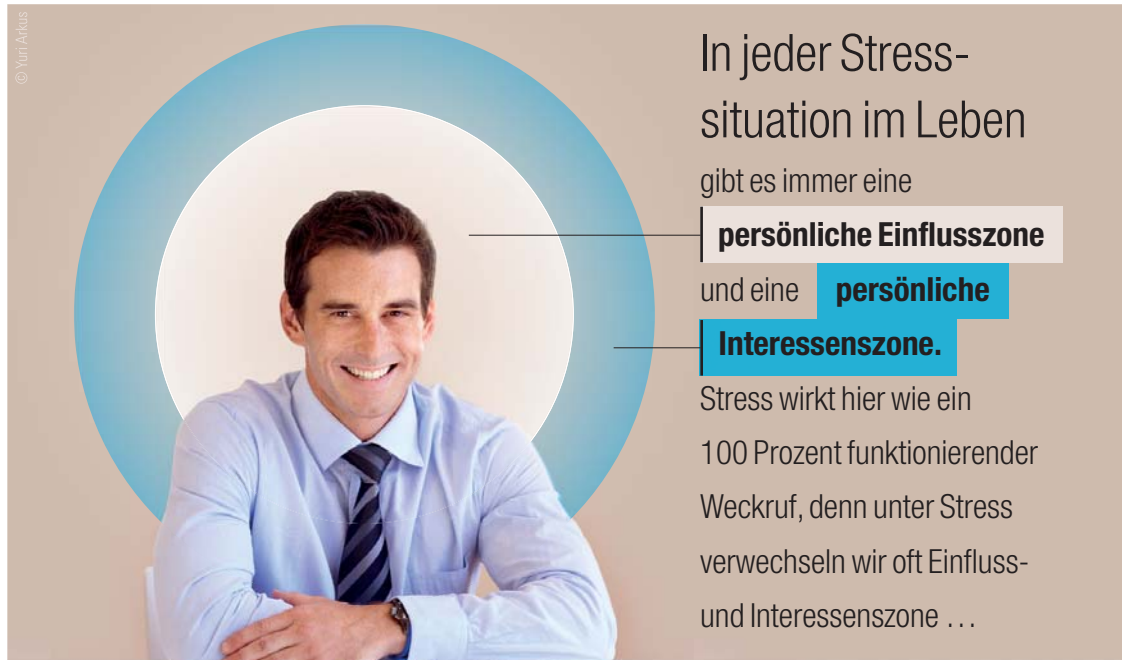 © Yuri Arkus
In jeder Stress-
situation im Leben
gibt es immer eine
persönliche Einflusszone
und eine persönliche
Interessenszone.
Stress wirkt hier wie ein
100 Prozent funktionierender
Weckruf, denn unter Stress
verwechseln wir oft Einfluss-
und Interessenszone …